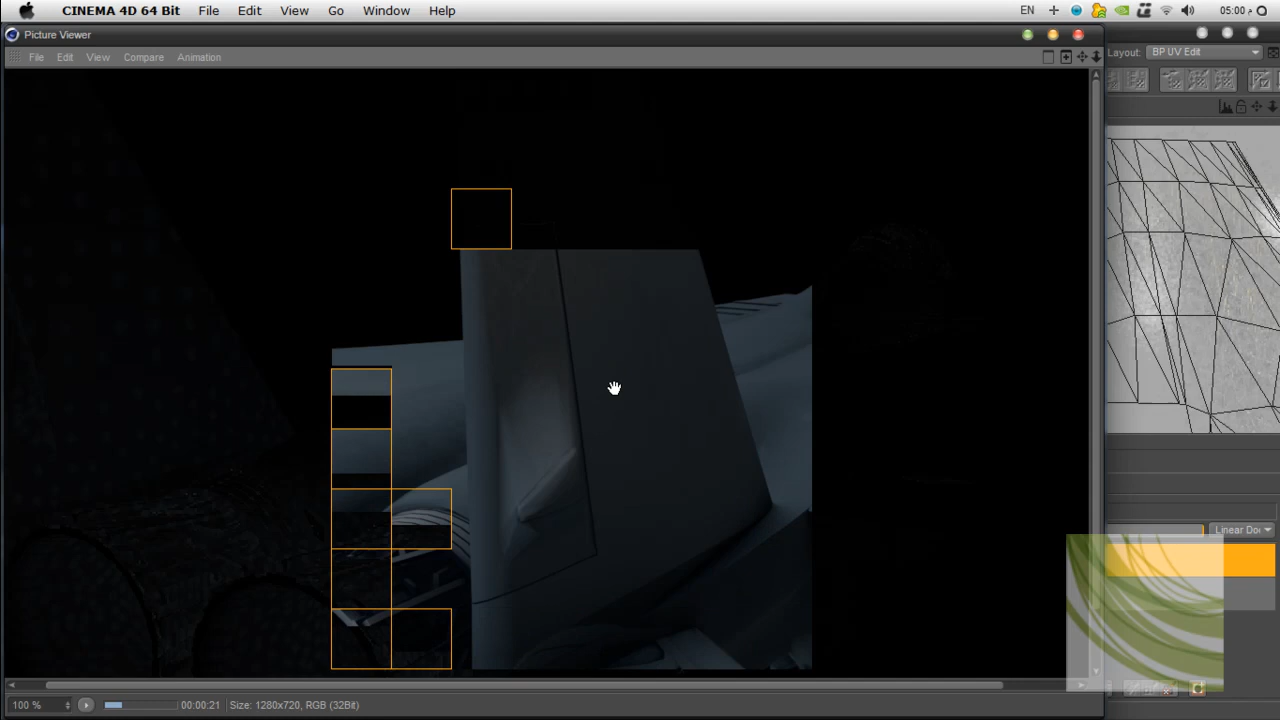 CINEMA 4D 64 Bit File Edit View Go Window Help EN 05:00 م
Picture Viewer
File Edit View Compare Animation
Layout: BP UV Edit
Linear Do
100 % 00:00:21 Size: 1280x720, RGB (32Bit)